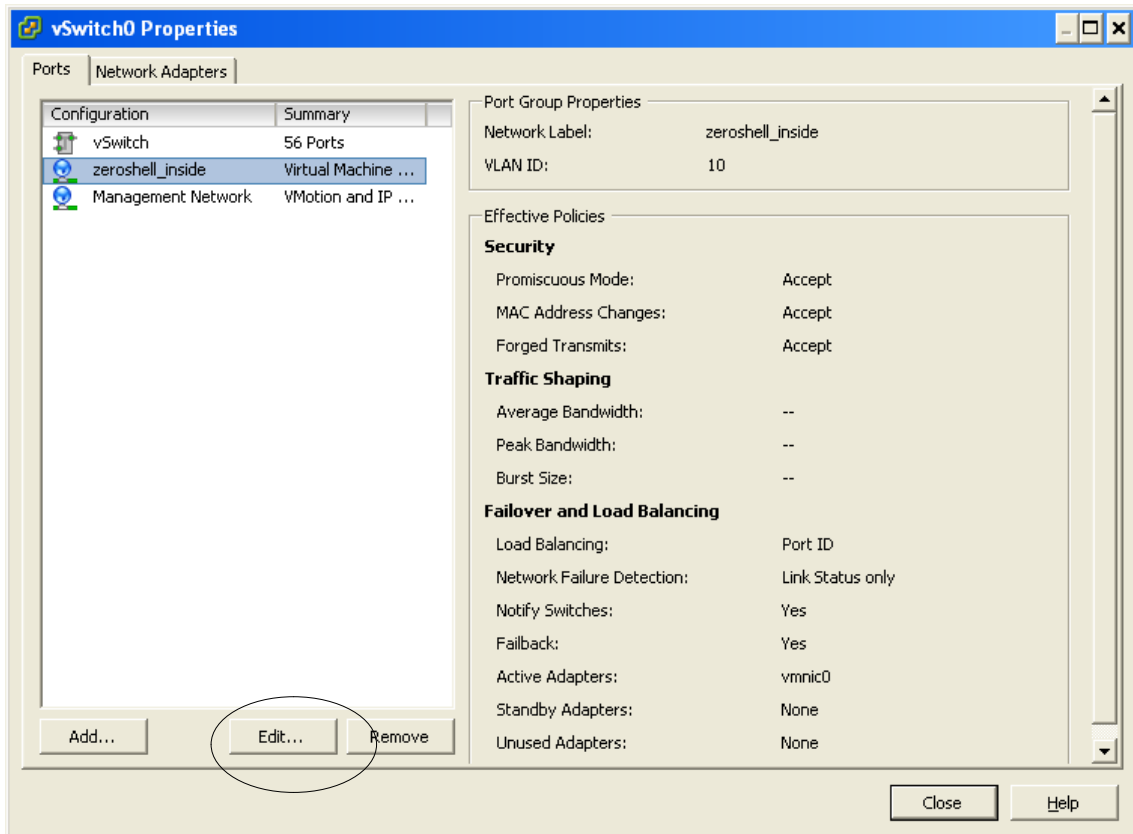 vSwitch0 Properties
Ports
Network Adapters
Configuration Summary
vSwitch 56 Ports
zeroshell_inside Virtual Machine ...
Management Network VMotion and IP ...
Add...
Edit...
Remove
Port Group Properties
Network Label: zeroshell_inside
VLAN ID: 10
Effective Policies
Security
Promiscuous Mode: Accept
MAC Address Changes: Accept
Forged Transmits: Accept
Traffic Shaping
Average Bandwidth: --
Peak Bandwidth: --
Burst Size: --
Failover and Load Balancing
Load Balancing: Port ID
Network Failure Detection: Link Status only
Notify Switches: Yes
Failback: Yes
Active Adapters: vmnic0
Standby Adapters: None
Unused Adapters: None
Close
Help